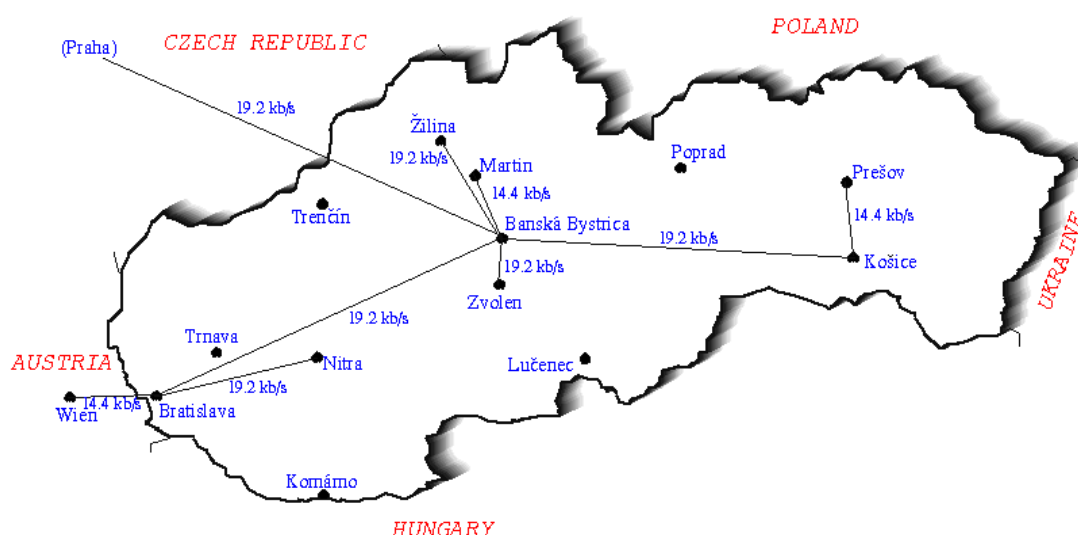 POLAND
CZECH REPUBLIC
(Praha)
19.2 kb/s
Žilina
19.2 kb/s
Martin
14.4 kb/s
Poprad
Prešov
14.4 kb/s
Trenčín
Banská Bystrica
19.2 kb/s
Košice
UKRAINE
19.2 kb/s
Zvolen
19.2 kb/s
Trnava
Nitra
Lučenec
AUSTRIA
19.2 kb/s
14.4 kb/s
Wien
Bratislava
Komárno
HUNGARY